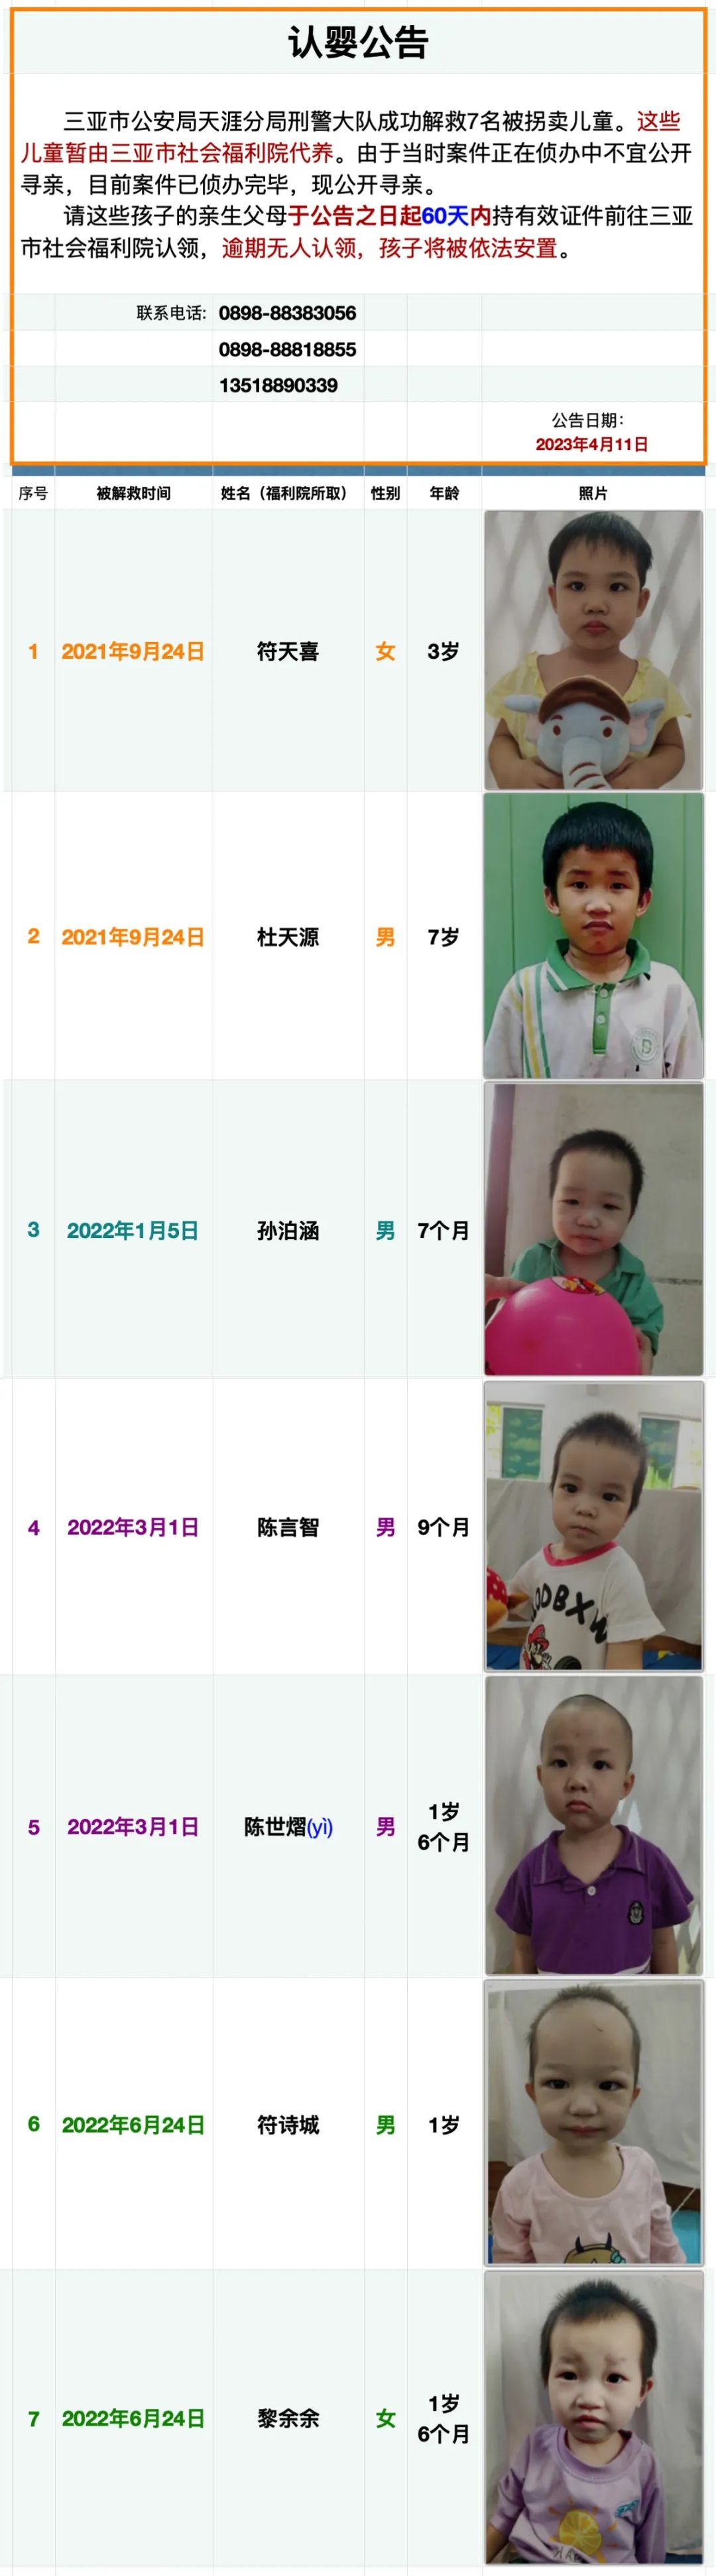 认婴公告
三亚市公安局天涯分局刑警大队成功解救7名被拐卖儿童。这些
儿童暂由三亚市社会福利院代养。由于当时案件正在侦办中不宜公开
寻亲，目前案件已侦办完毕，现公开寻亲。
请这些孩子的亲生父母于公告之日起60天内持有效证件前往三亚
市社会福利院认领，逾期无人认领，孩子将被依法安置。
联系电话: 0898-88383056
0898-88818855
13518890339
公告日期：
2023年4月11日
序号 被解救时间 姓名（福利院所取） 性别 年龄 照片
1 2021年9月24日 符天喜 女 3岁
2 2021年9月24日 杜天源 男 7岁
B
3 2022年1月5日 孙泊涵 男 7个月
4 2022年3月1日 陈言智 男 9个月
ODBXW
5 2022年3月1日 陈世熠(yì) 男 1岁
6个月
6 2022年6月24日 符诗城 男 1岁
7 2022年6月24日 黎余余 女 1岁
6个月